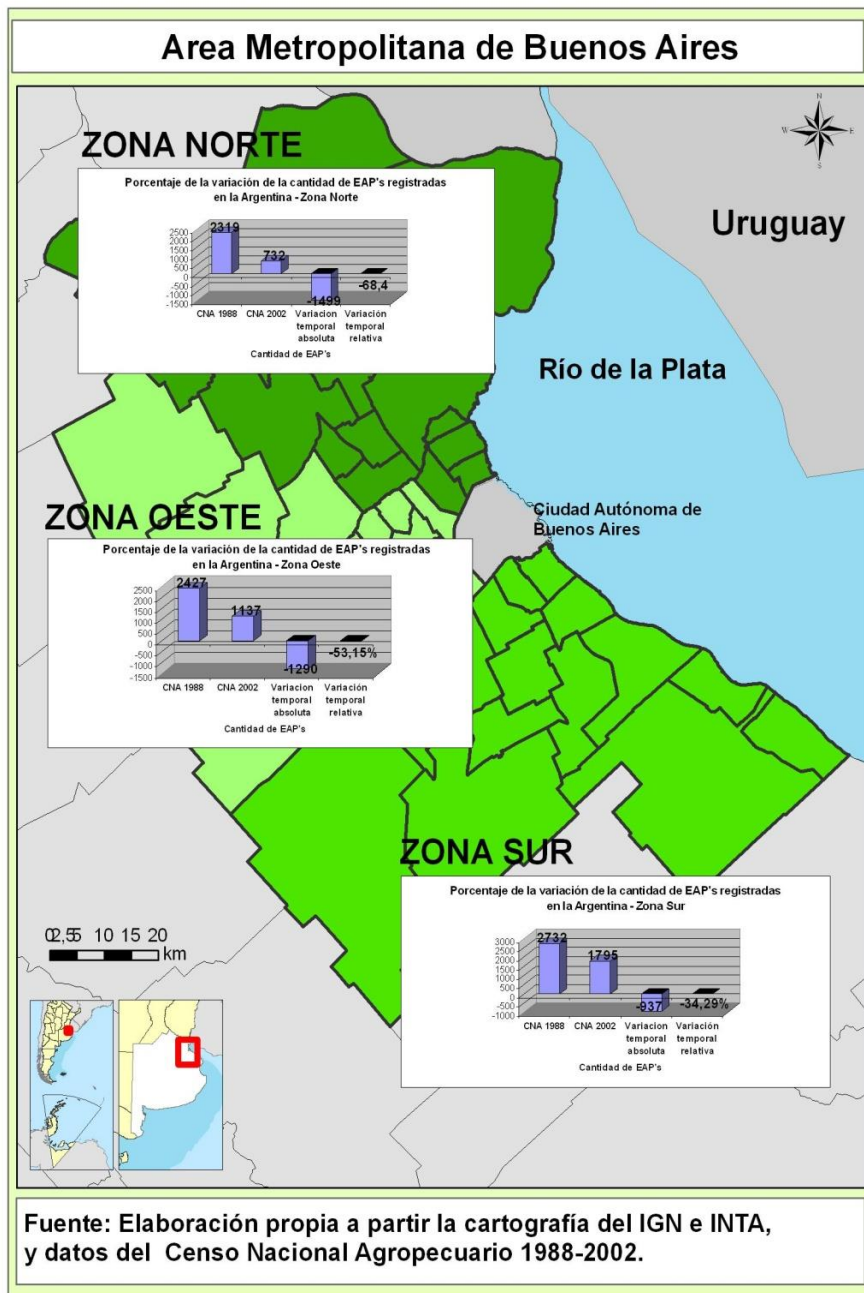 Area Metropolitana de Buenos Aires
N
W
E
S
ZONA NORTE
Porcentaje de la variación de la cantidad de EAP's registradas
en la Argentina - Zona Norte
2319
732
-1499
-68,4
2500
2000
1500
1000
500
0
-500
-1000
-1500
CNA 1988
CNA 2002
Variacion
temporal
absoluta
Variación
temporal
relativa
Cantidad de EAP's
Uruguay
Río de la Plata
Ciudad Autónoma de
Buenos Aires
ZONA OESTE
Porcentaje de la variación de la cantidad de EAP's registradas
en la Argentina - Zona Oeste
2427
1137
-1290
-53,15%
2500
2000
1500
1000
500
0
-500
-1000
-1500
CNA 1988
CNA 2002
Variacion
temporal
absoluta
Variación
temporal
relativa
Cantidad de EAP's
ZONA SUR
Porcentaje de la variación de la cantidad de EAP's registradas
en la Argentina - Zona Sur
2732
1795
-937
-34,29%
3000
2500
2000
1500
1000
500
0
-500
-1000
CNA 1988
CNA 2002
Variacion
temporal
absoluta
Variación
temporal
relativa
Cantidad de EAP's
0 2,5 5 10 15 20
km
Fuente: Elaboración propia a partir la cartografía del IGN e INTA,
y datos del Censo Nacional Agropecuario 1988-2002.